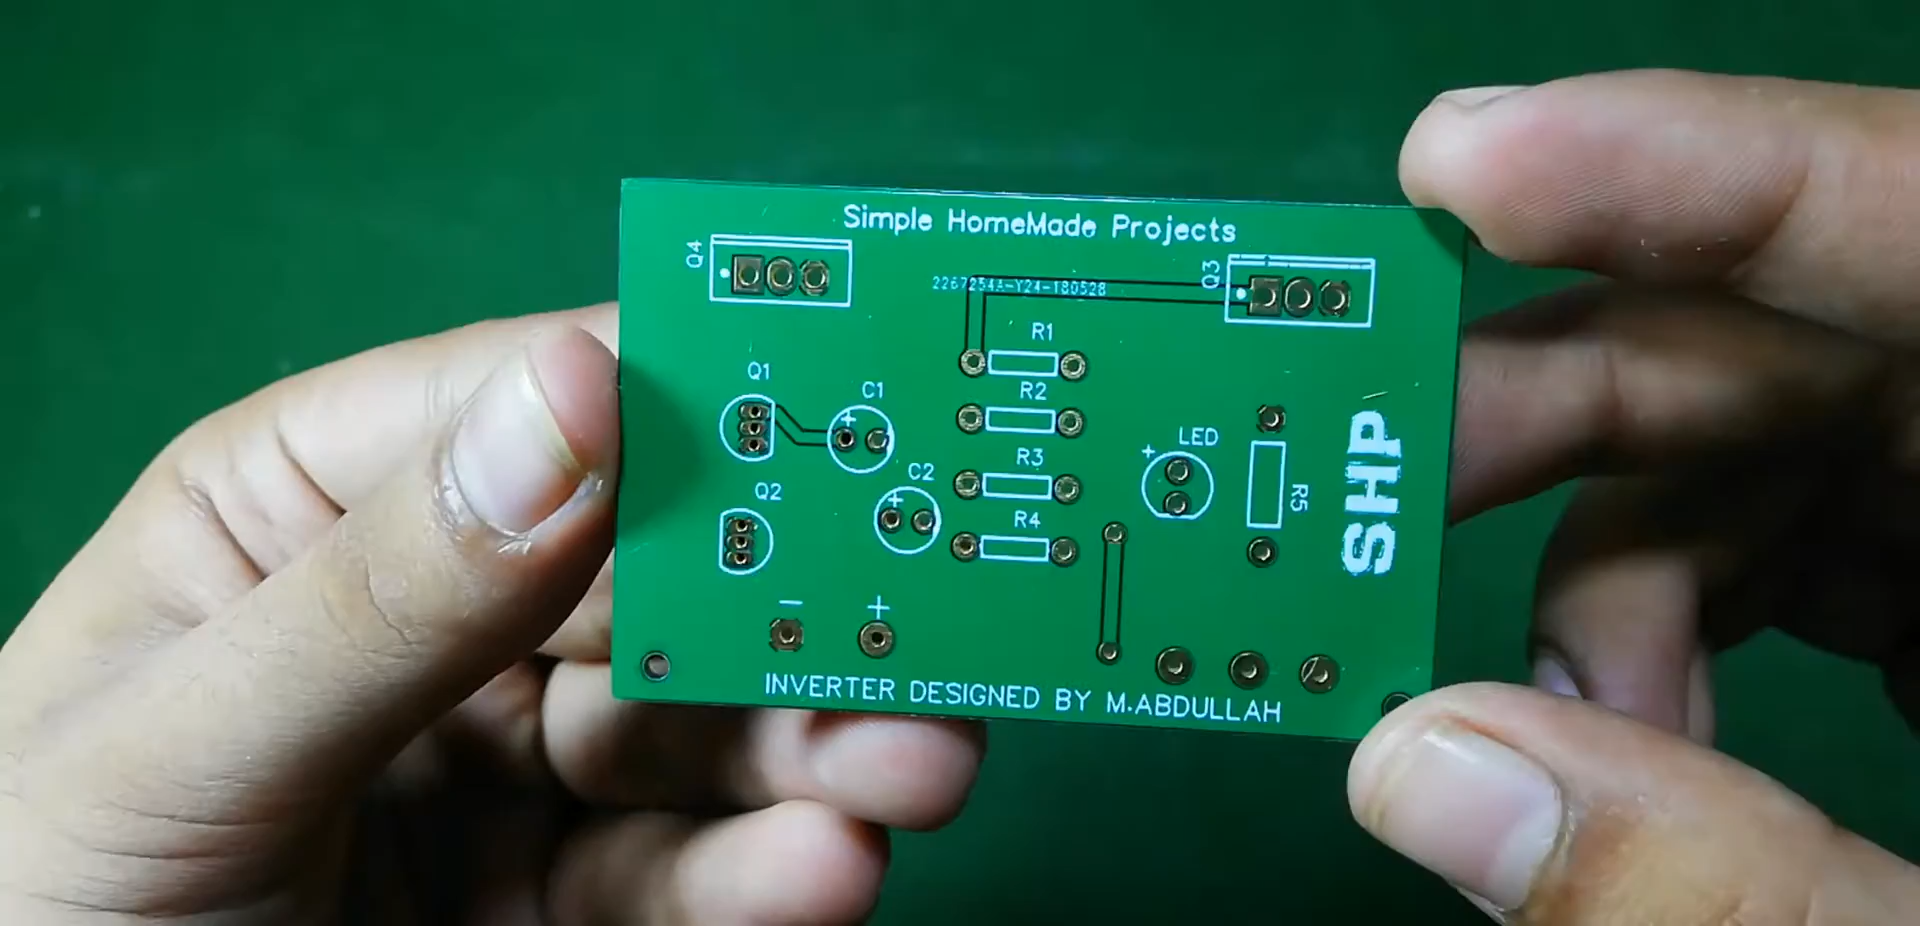 Simple HomeMade Projects
Q4
Q3
2267254A-Y24-180528
R1
Q1
C1
R2
LED
+
+
R3
C2
Q2
+
R4
R5
SHP
−
+
INVERTER DESIGNED BY M.ABDULLAH